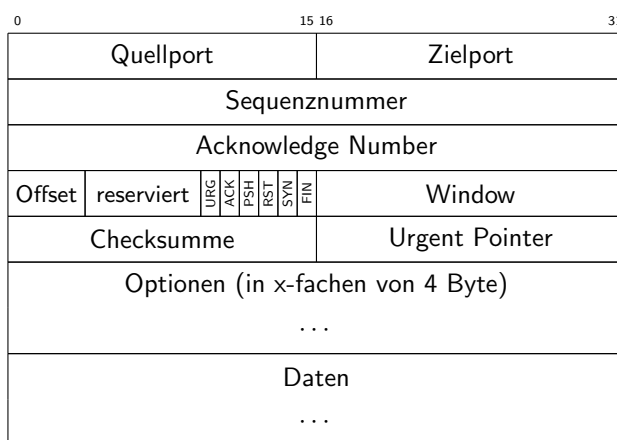 0 15 16 31
Quellport Zielport
Sequenznummer
Acknowledge Number
Offset reserviert URG ACK PSH RST SYN FIN Window
Checksumme Urgent Pointer
Optionen (in x-fachen von 4 Byte)
...
Daten
...